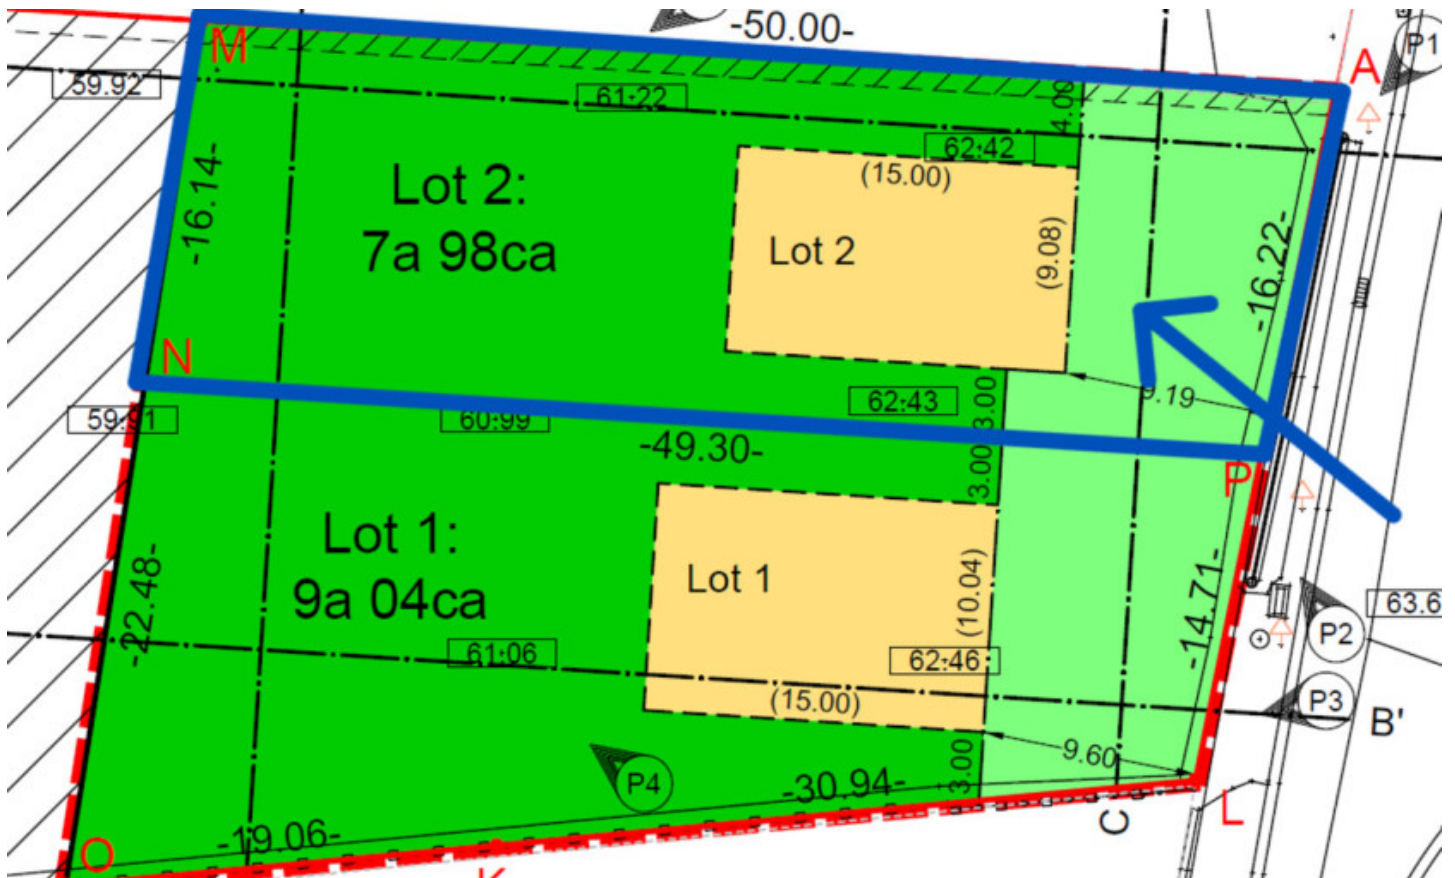 -50.00-
M
A
P1
59.92
61.22
4.00
62.42
(15.00)
Lot 2:
7a 98ca
-16.14-
Lot 2
(9.08)
-16.22-
N
9.19
62.43
3.00
60.99
-49.30-
3.00
P
Lot 1:
9a 04ca
Lot 1
(10.04)
-22.48-
-14.71-
63.6
P2
61.06
62.46
(15.00)
P3
B'
9.60
3.00
P4
-30.94-
C
L
-19.06-
O